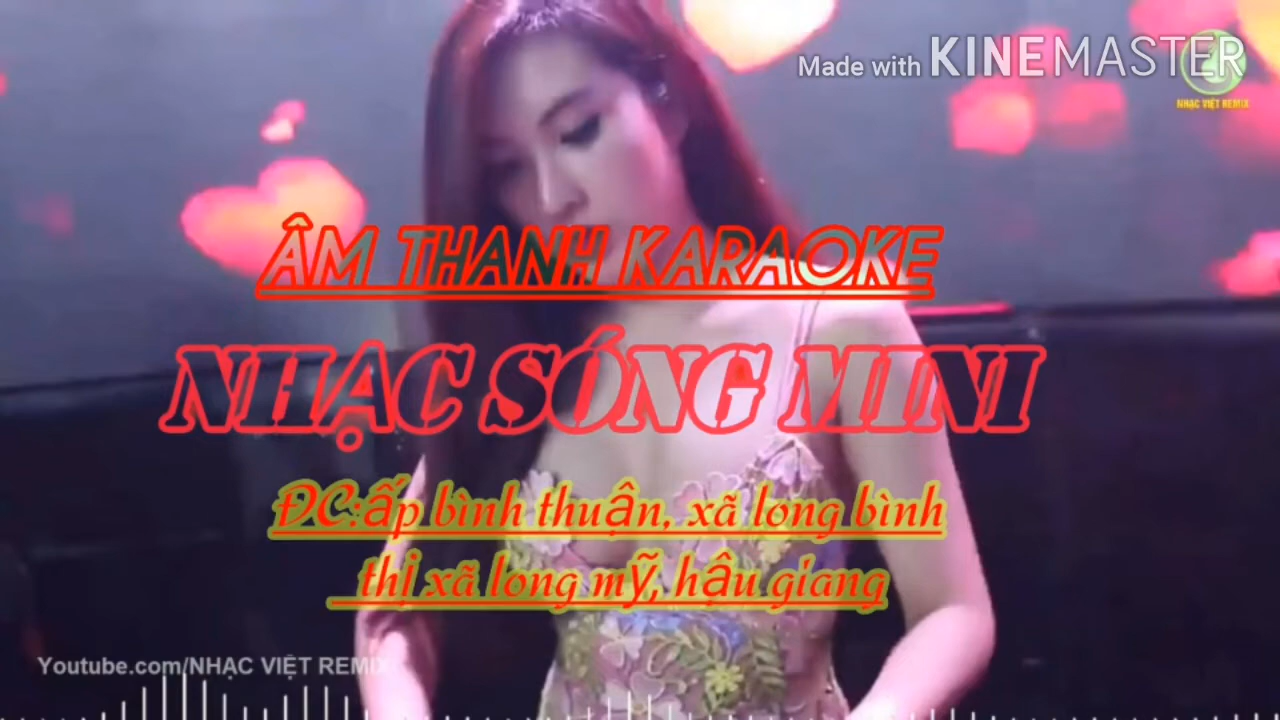 Made with KINEMASTER
NHẠC VIỆT REMIX
ÂM THANH KARAOKE
NHẠC SÓNG MINI
ĐC:ấp bình thuận, xã long bình
thị xã long mỹ, hậu giang
Youtube.com/NHẠC VIỆT REMIX